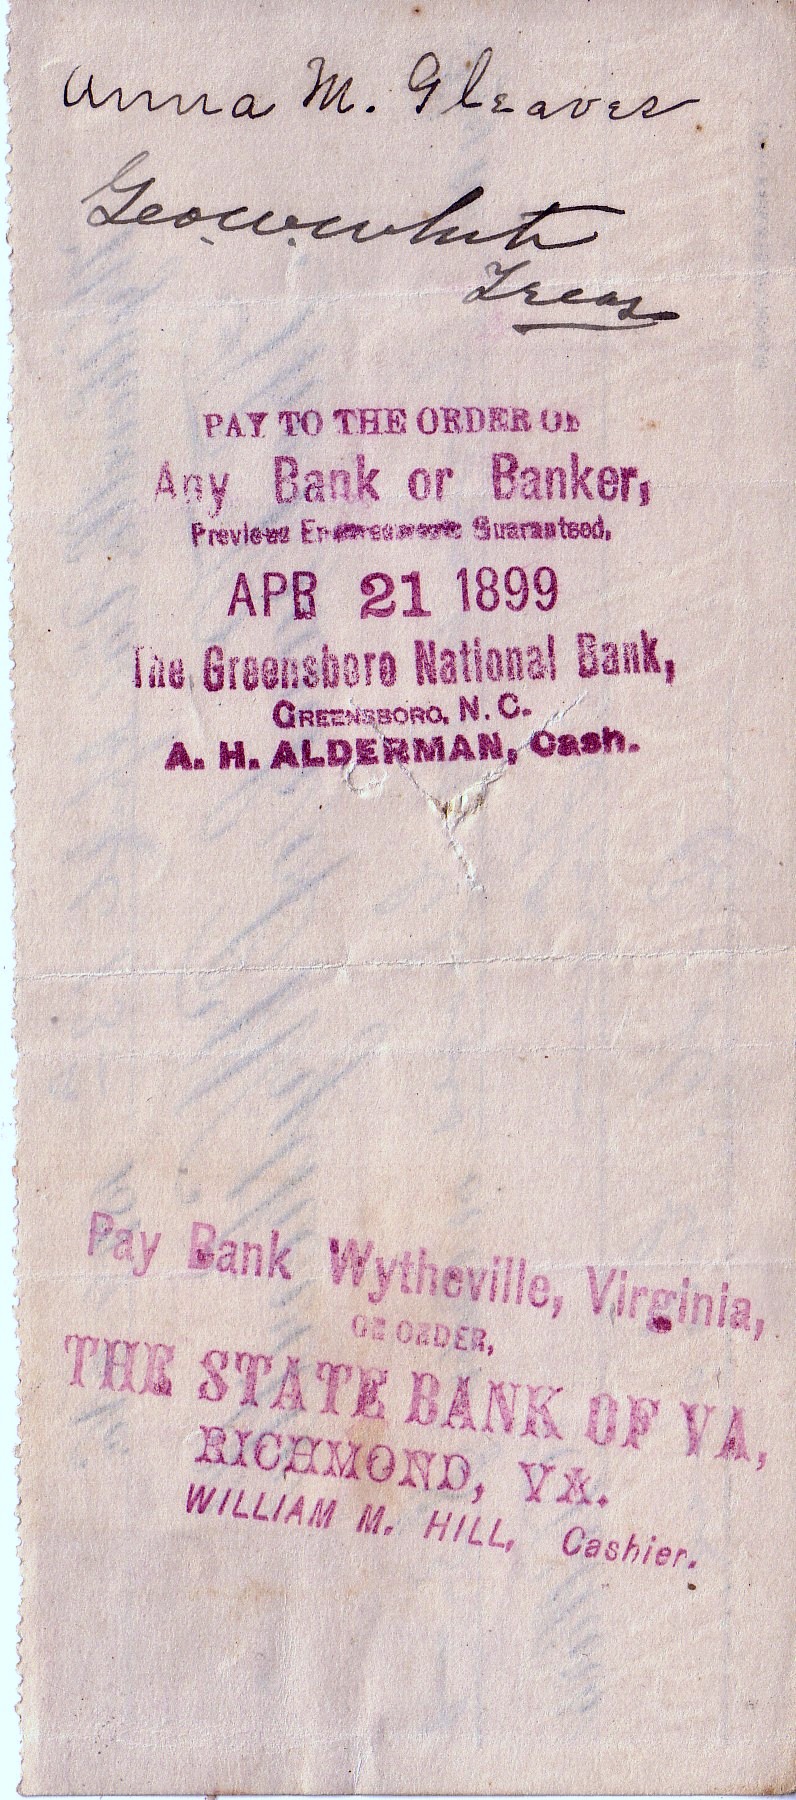 Anna M. Gleaves
Geo. W. White
Treas
PAY TO THE ORDER OF
Any Bank or Banker,
Previous Endorsements Guaranteed,
APR 21 1899
The Greensboro National Bank,
GREENSBORO, N. C.
A. H. ALDERMAN, Cash.
Pay Bank Wytheville, Virginia,
OR ORDER,
THE STATE BANK OF VA,
RICHMOND, VA.
WILLIAM M. HILL, Cashier.